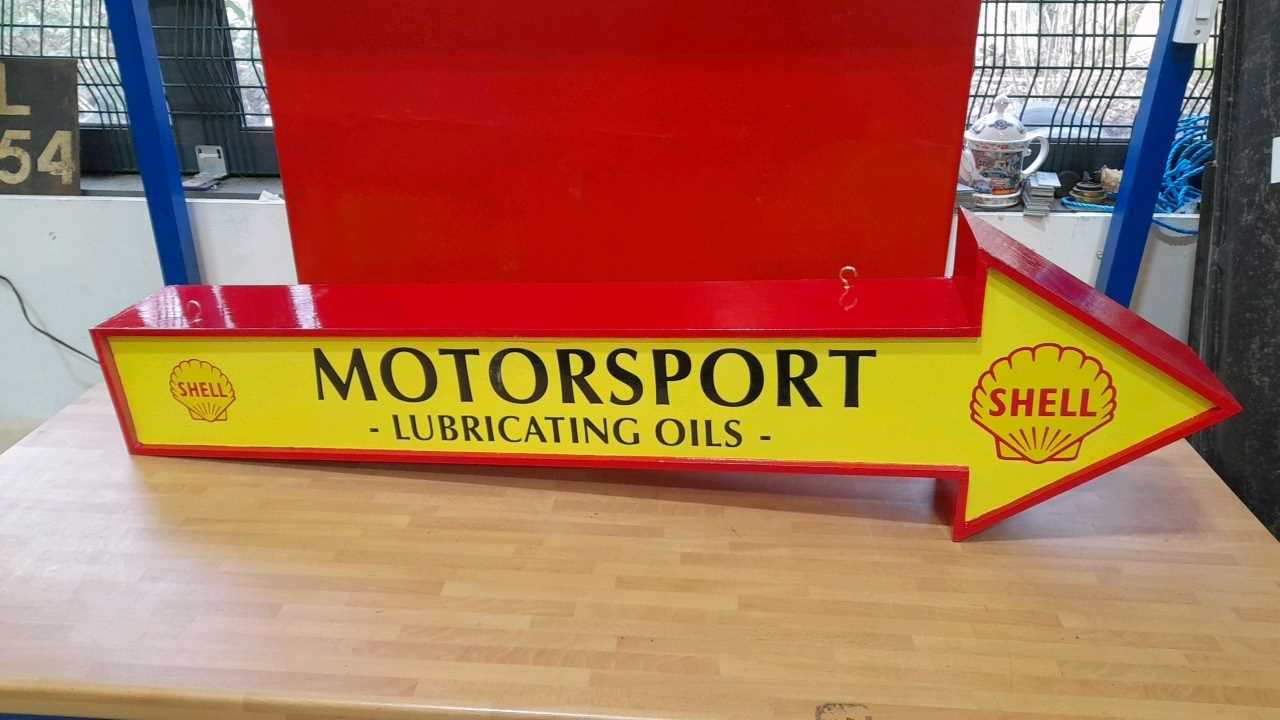 L
54
MOTORSPORT
- LUBRICATING OILS -
SHELL
SHELL